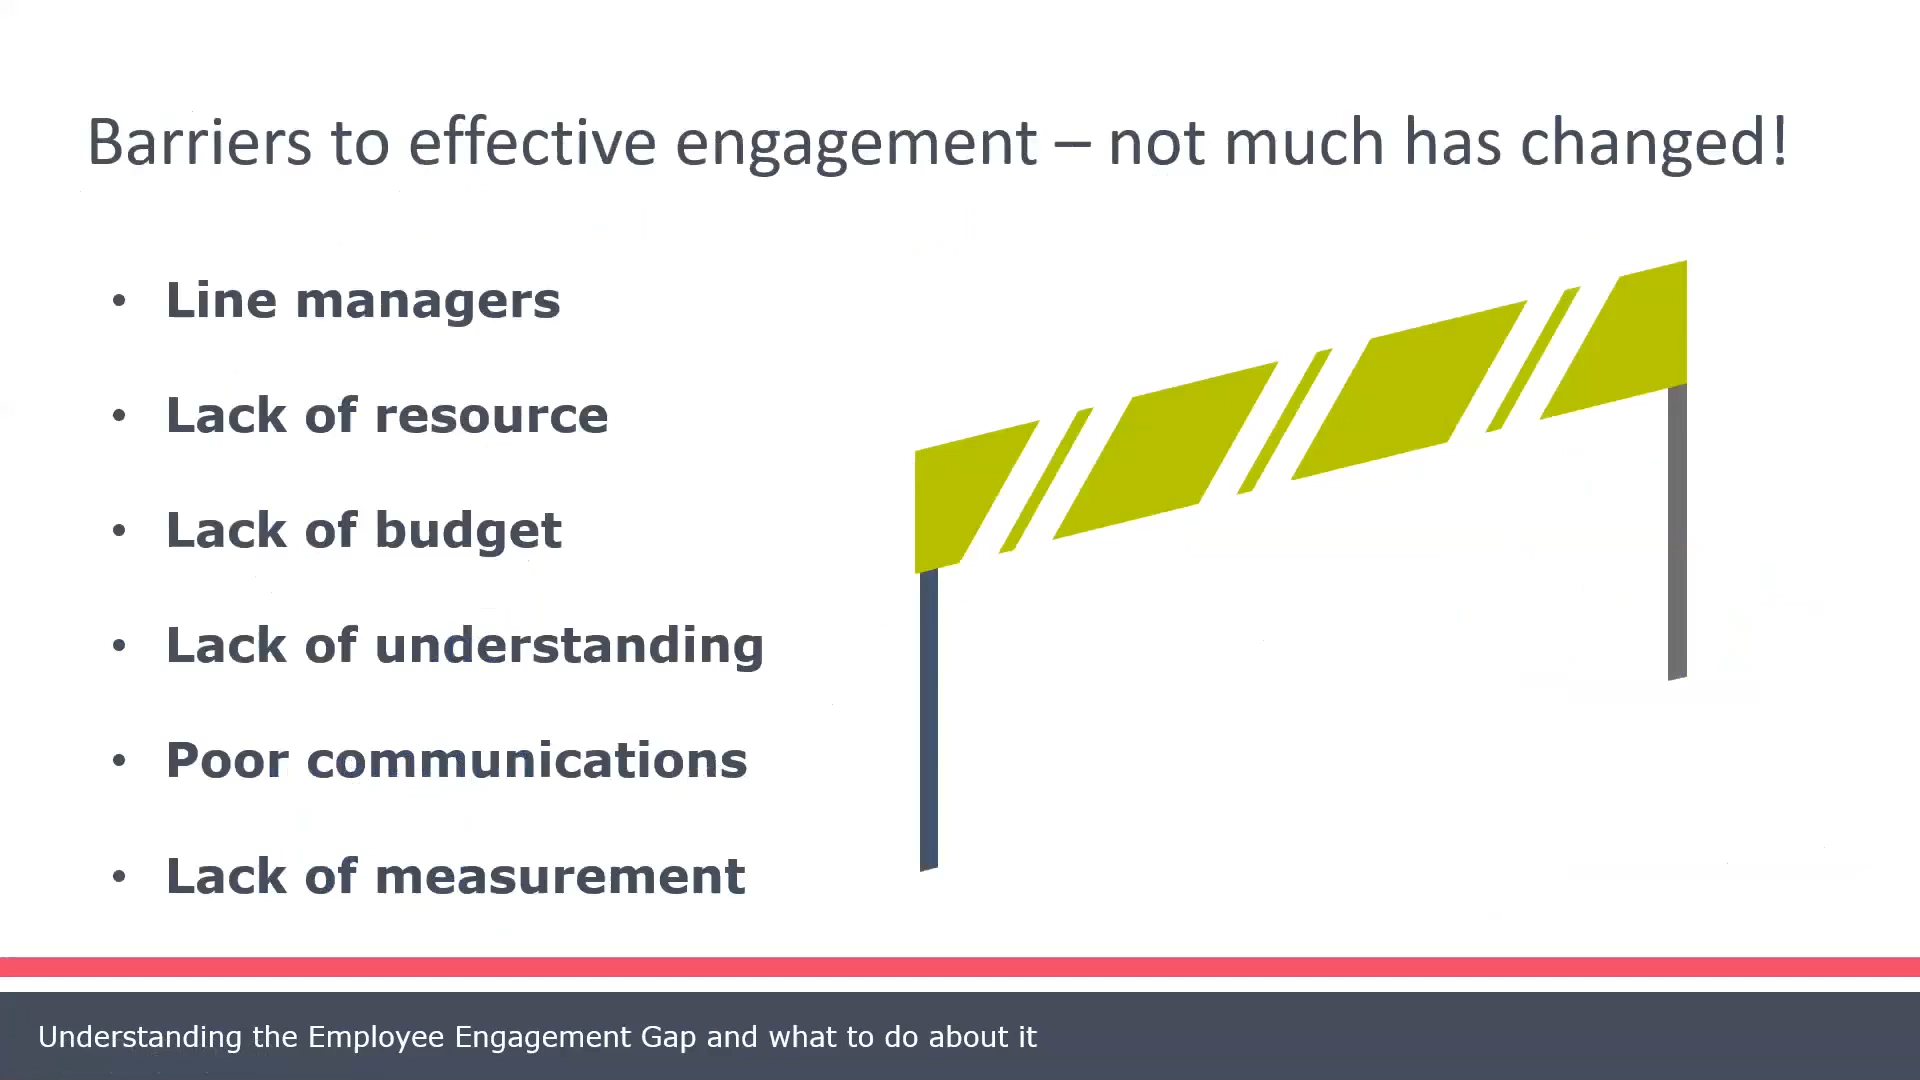 Barriers to effective engagement – not much has changed!
• Line managers
• Lack of resource
• Lack of budget
• Lack of understanding
• Poor communications
• Lack of measurement
Understanding the Employee Engagement Gap and what to do about it